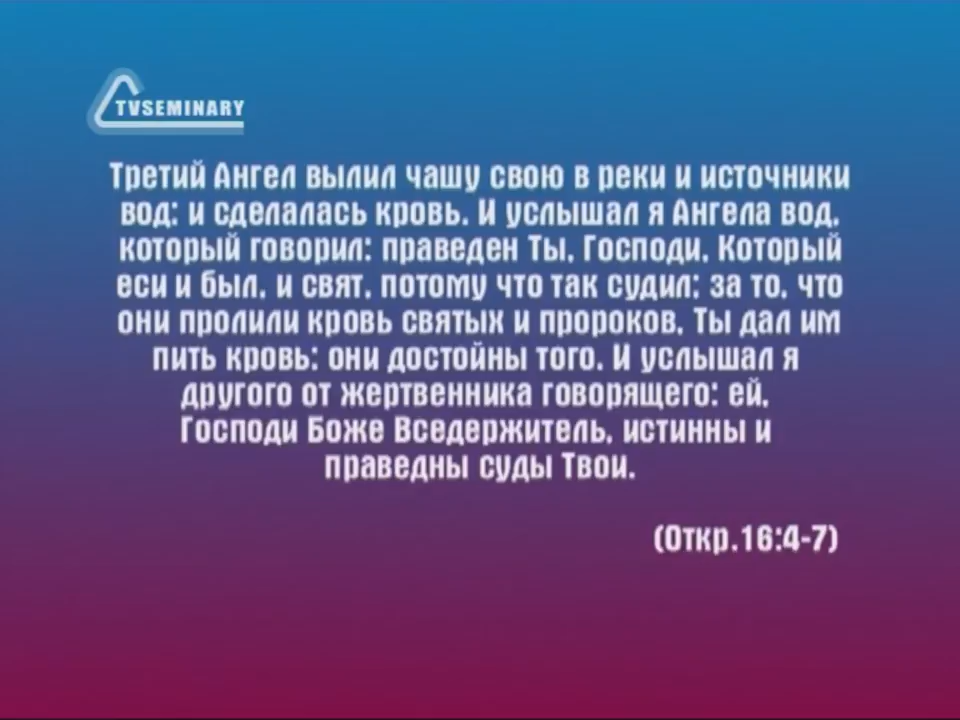 TVSEMINARY
Третий Ангел вылил чашу свою в реки и источники
вод: и сделалась кровь. И услышал я Ангела вод,
который говорил: праведен Ты, Господи, Который
еси и был, и свят, потому что так судил; за то, что
они пролили кровь святых и пророков, Ты дал им
пить кровь: они достойны того. И услышал я
другого от жертвенника говорящего: ей,
Господи Боже Вседержитель, истинны и
праведны суды Твои.
(Откр.16:4-7)